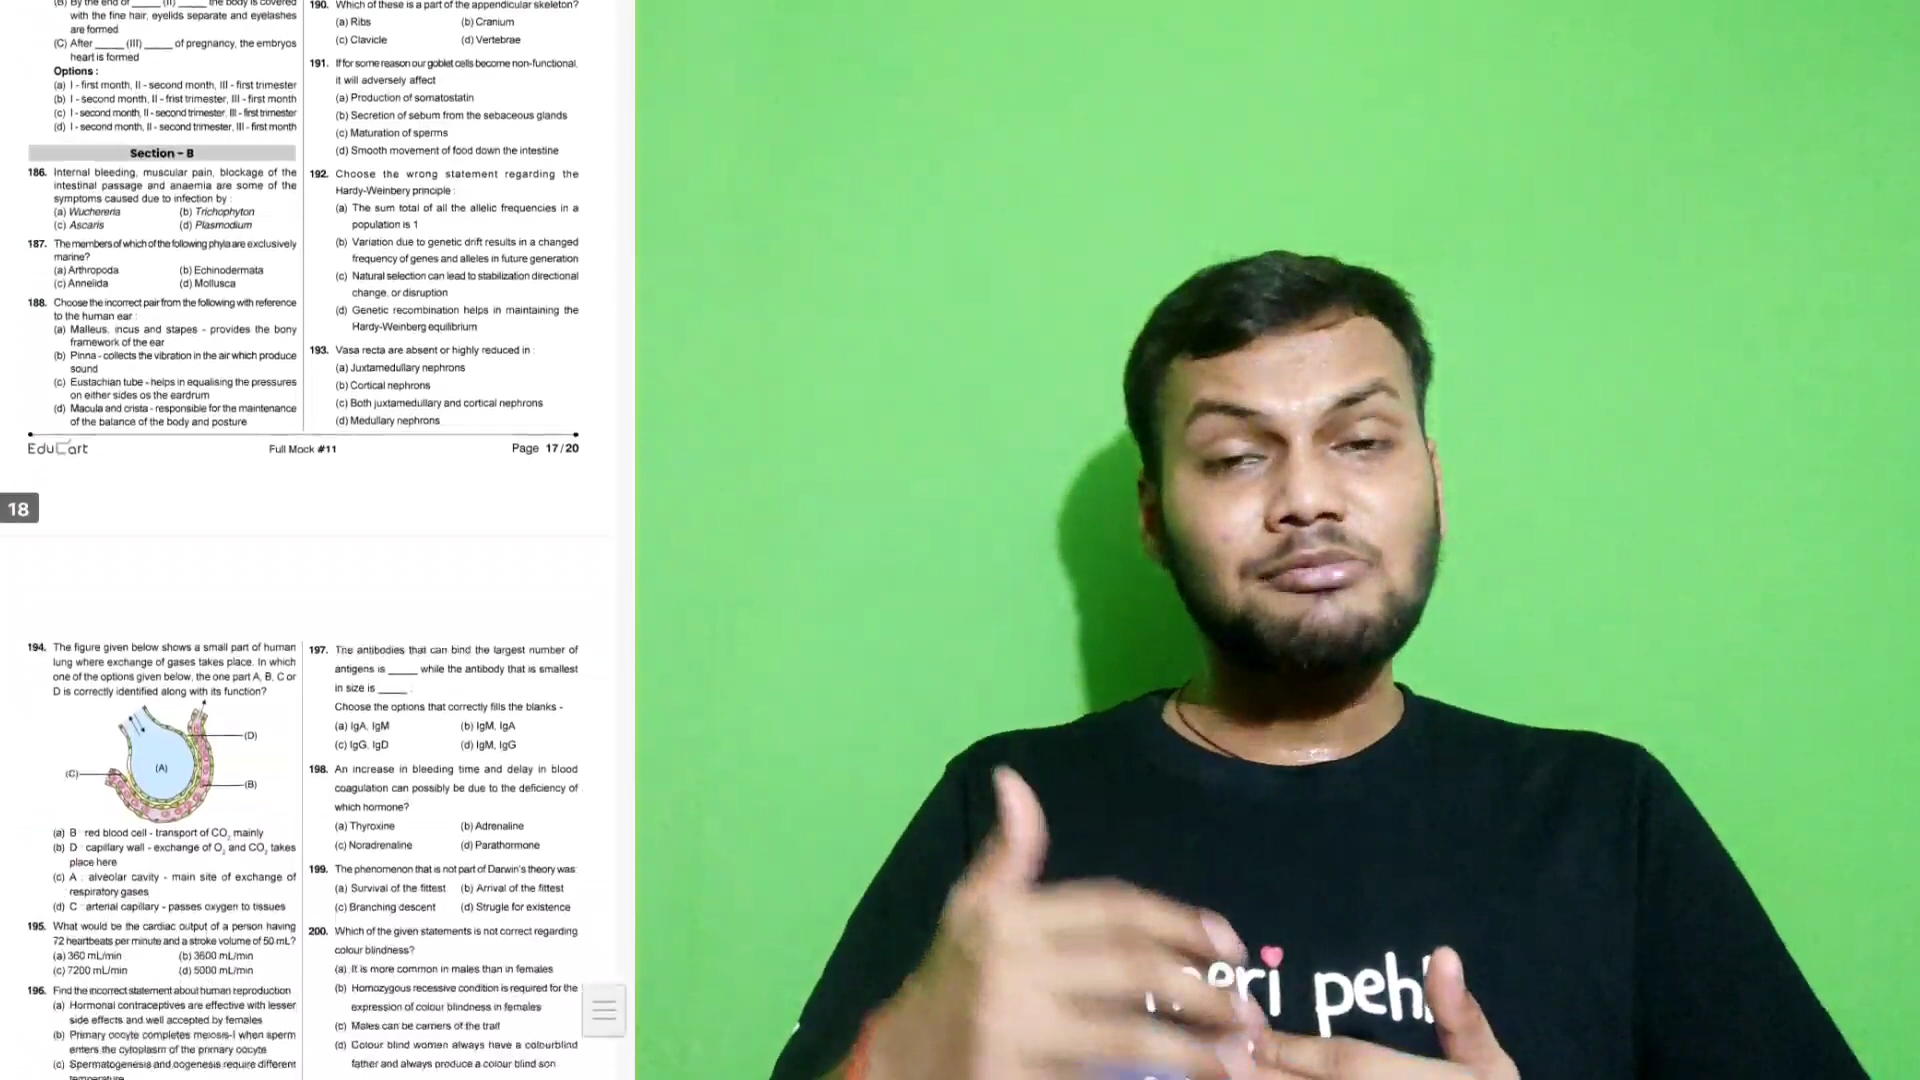 (B) By the end of _____ (II) _____ the body is covered
with the fine hair, eyelids separate and eyelashes
are formed
(C) After _____ (III) _____ of pregnancy, the embryos
heart is formed
Options :
(a) I - first month, II - second month, III - first trimester
(b) I - second month, II - frist trimester, III - first month
(c) I - second month, II - second trimester, III - first trimester
(d) I - second month, II - second trimester, III - first month
Section – B
186. Internal bleeding, muscular pain, blockage of the
intestinal passage and anaemia are some of the
symptoms caused due to infection by :
(a) Wuchereria (b) Trichophyton
(c) Ascaris (d) Plasmodium
187. The members of which of the following phyla are exclusively
marine?
(a) Arthropoda (b) Echinodermata
(c) Annelida (d) Mollusca
188. Choose the incorrect pair from the following with reference
to the human ear :
(a) Malleus, incus and stapes - provides the bony
framework of the ear
(b) Pinna - collects the vibration in the air which produce
sound
(c) Eustachian tube - helps in equalising the pressures
on either sides os the eardrum
(d) Macula and crista - responsible for the maintenance
of the balance of the body and posture
190. Which of these is a part of the appendicular skeleton?
(a) Ribs (b) Cranium
(c) Clavicle (d) Vertebrae
191. If for some reason our goblet cells become non-functional,
it will adversely affect
(a) Production of somatostatin
(b) Secretion of sebum from the sebaceous glands
(c) Maturation of sperms
(d) Smooth movement of food down the intestine
192. Choose the wrong statement regarding the
Hardy-Weinbery principle :
(a) The sum total of all the allelic frequencies in a
population is 1
(b) Variation due to genetic drift results in a changed
frequency of genes and alleles in future generation
(c) Natural selection can lead to stabilization directional
change, or disruption
(d) Genetic recombination helps in maintaining the
Hardy-Weinberg equilibrium
193. Vasa recta are absent or highly reduced in :
(a) Juxtamedullary nephrons
(b) Cortical nephrons
(c) Both juxtamedullary and cortical nephrons
(d) Medullary nephrons
EduCart Full Mock #11 Page 17/20
18
194. The figure given below shows a small part of human
lung where exchange of gases takes place. In which
one of the options given below, the one part A, B, C or
D is correctly identified along with its function?
(D)
(A)
(C)
(B)
(a) B : red blood cell - transport of CO₂ mainly
(b) D : capillary wall - exchange of O₂ and CO₂ takes
place here
(c) A : alveolar cavity - main site of exchange of
respiratory gases
(d) C : arterial capillary - passes oxygen to tissues
195. What would be the cardiac output of a person having
72 heartbeats per minute and a stroke volume of 50 mL?
(a) 360 mL/min (b) 3600 mL/min
(c) 7200 mL/min (d) 5000 mL/min
196. Find the incorrect statement about human reproduction
(a) Hormonal contraceptives are effective with lesser
side effects and well accepted by females
(b) Primary oocyte completes meiosis-I when sperm
enters the cytoplasm of the primary oocyte
(c) Spermatogenesis and oogenesis require different
temperature
197. The antibodies that can bind the largest number of
antigens is _____ while the antibody that is smallest
in size is _____ .
Choose the options that correctly fills the blanks -
(a) IgA, IgM (b) IgM, IgA
(c) IgG, IgD (d) IgM, IgG
198. An increase in bleeding time and delay in blood
coagulation can possibly be due to the deficiency of
which hormone?
(a) Thyroxine (b) Adrenaline
(c) Noradrenaline (d) Parathormone
199. The phenomenon that is not part of Darwin's theory was:
(a) Survival of the fittest (b) Arrival of the fittest
(c) Branching descent (d) Strugle for existence
200. Which of the given statements is not correct regarding
colour blindness?
(a) It is more common in males than in females
(b) Homozygous recessive condition is required for the
expression of colour blindness in females
(c) Males can be carriers of the trait
(d) Colour blind women always have a colourblind
father and always produce a colour blind son
meri peh